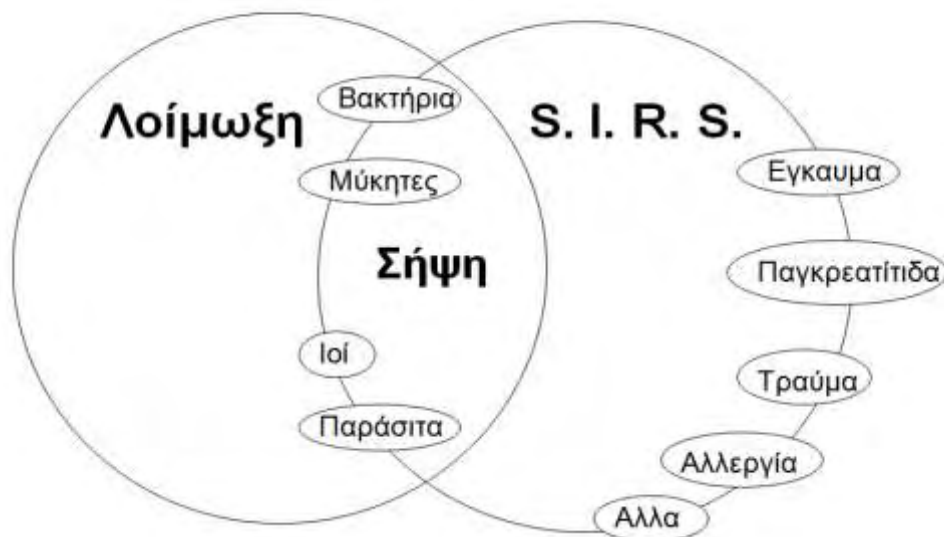 Λοίμωξη
Βακτήρια
Μύκητες
Σήψη
Ιοί
Παράσιτα
S. I. R. S.
Εγκαυμα
Παγκρεατίτιδα
Τραύμα
Αλλεργία
Αλλα